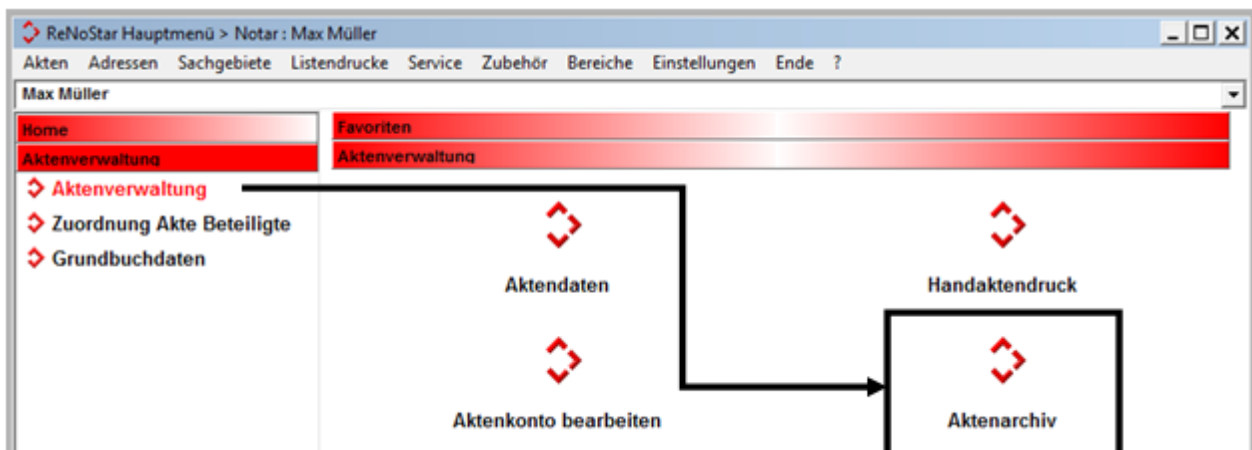 ReNoStar Hauptmenü > Notar : Max Müller
Akten Adressen Sachgebiete Listendrucke Service Zubehör Bereiche Einstellungen Ende ?
Max Müller
Home
Aktenverwaltung
Aktenverwaltung
Zuordnung Akte Beteiligte
Grundbuchdaten
Favoriten
Aktenverwaltung
Aktendaten
Handaktendruck
Aktenkonto bearbeiten
Aktenarchiv